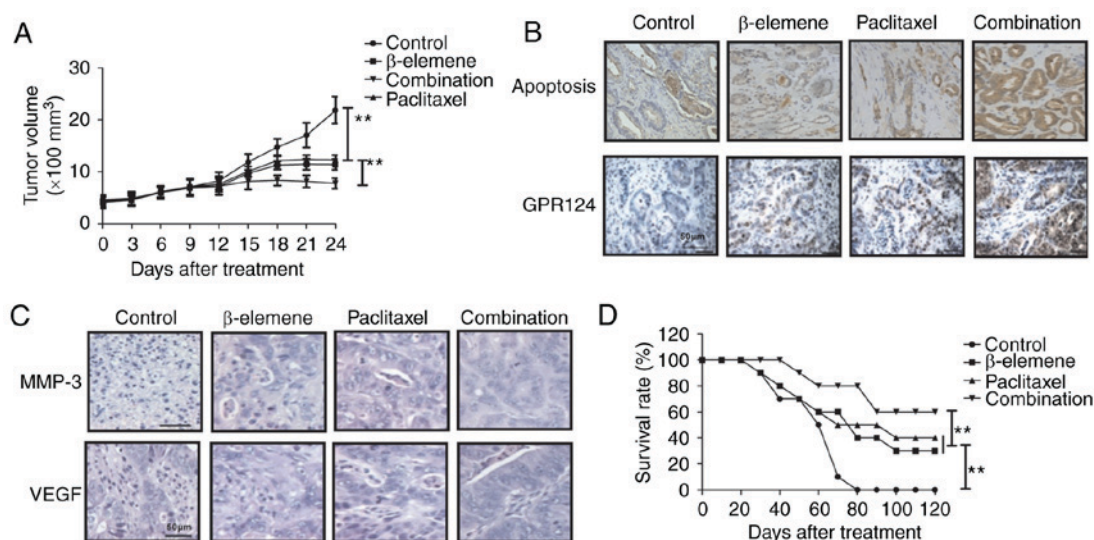 A
Control
β-elemene
Combination
Paclitaxel
Tumor volume
(×100 mm³)
30
20
10
0
**
**
0 3 6 9 12 15 18 21 24
Days after treatment
B
Control β-elemene Paclitaxel Combination
Apoptosis
GPR124
50μm
C
Control β-elemene Paclitaxel Combination
MMP-3
VEGF
50μm
D
Control
β-elemene
Paclitaxel
Combination
Survival rate (%)
120
100
80
60
40
20
0
**
**
0 20 40 60 80 100 120
Days after treatment